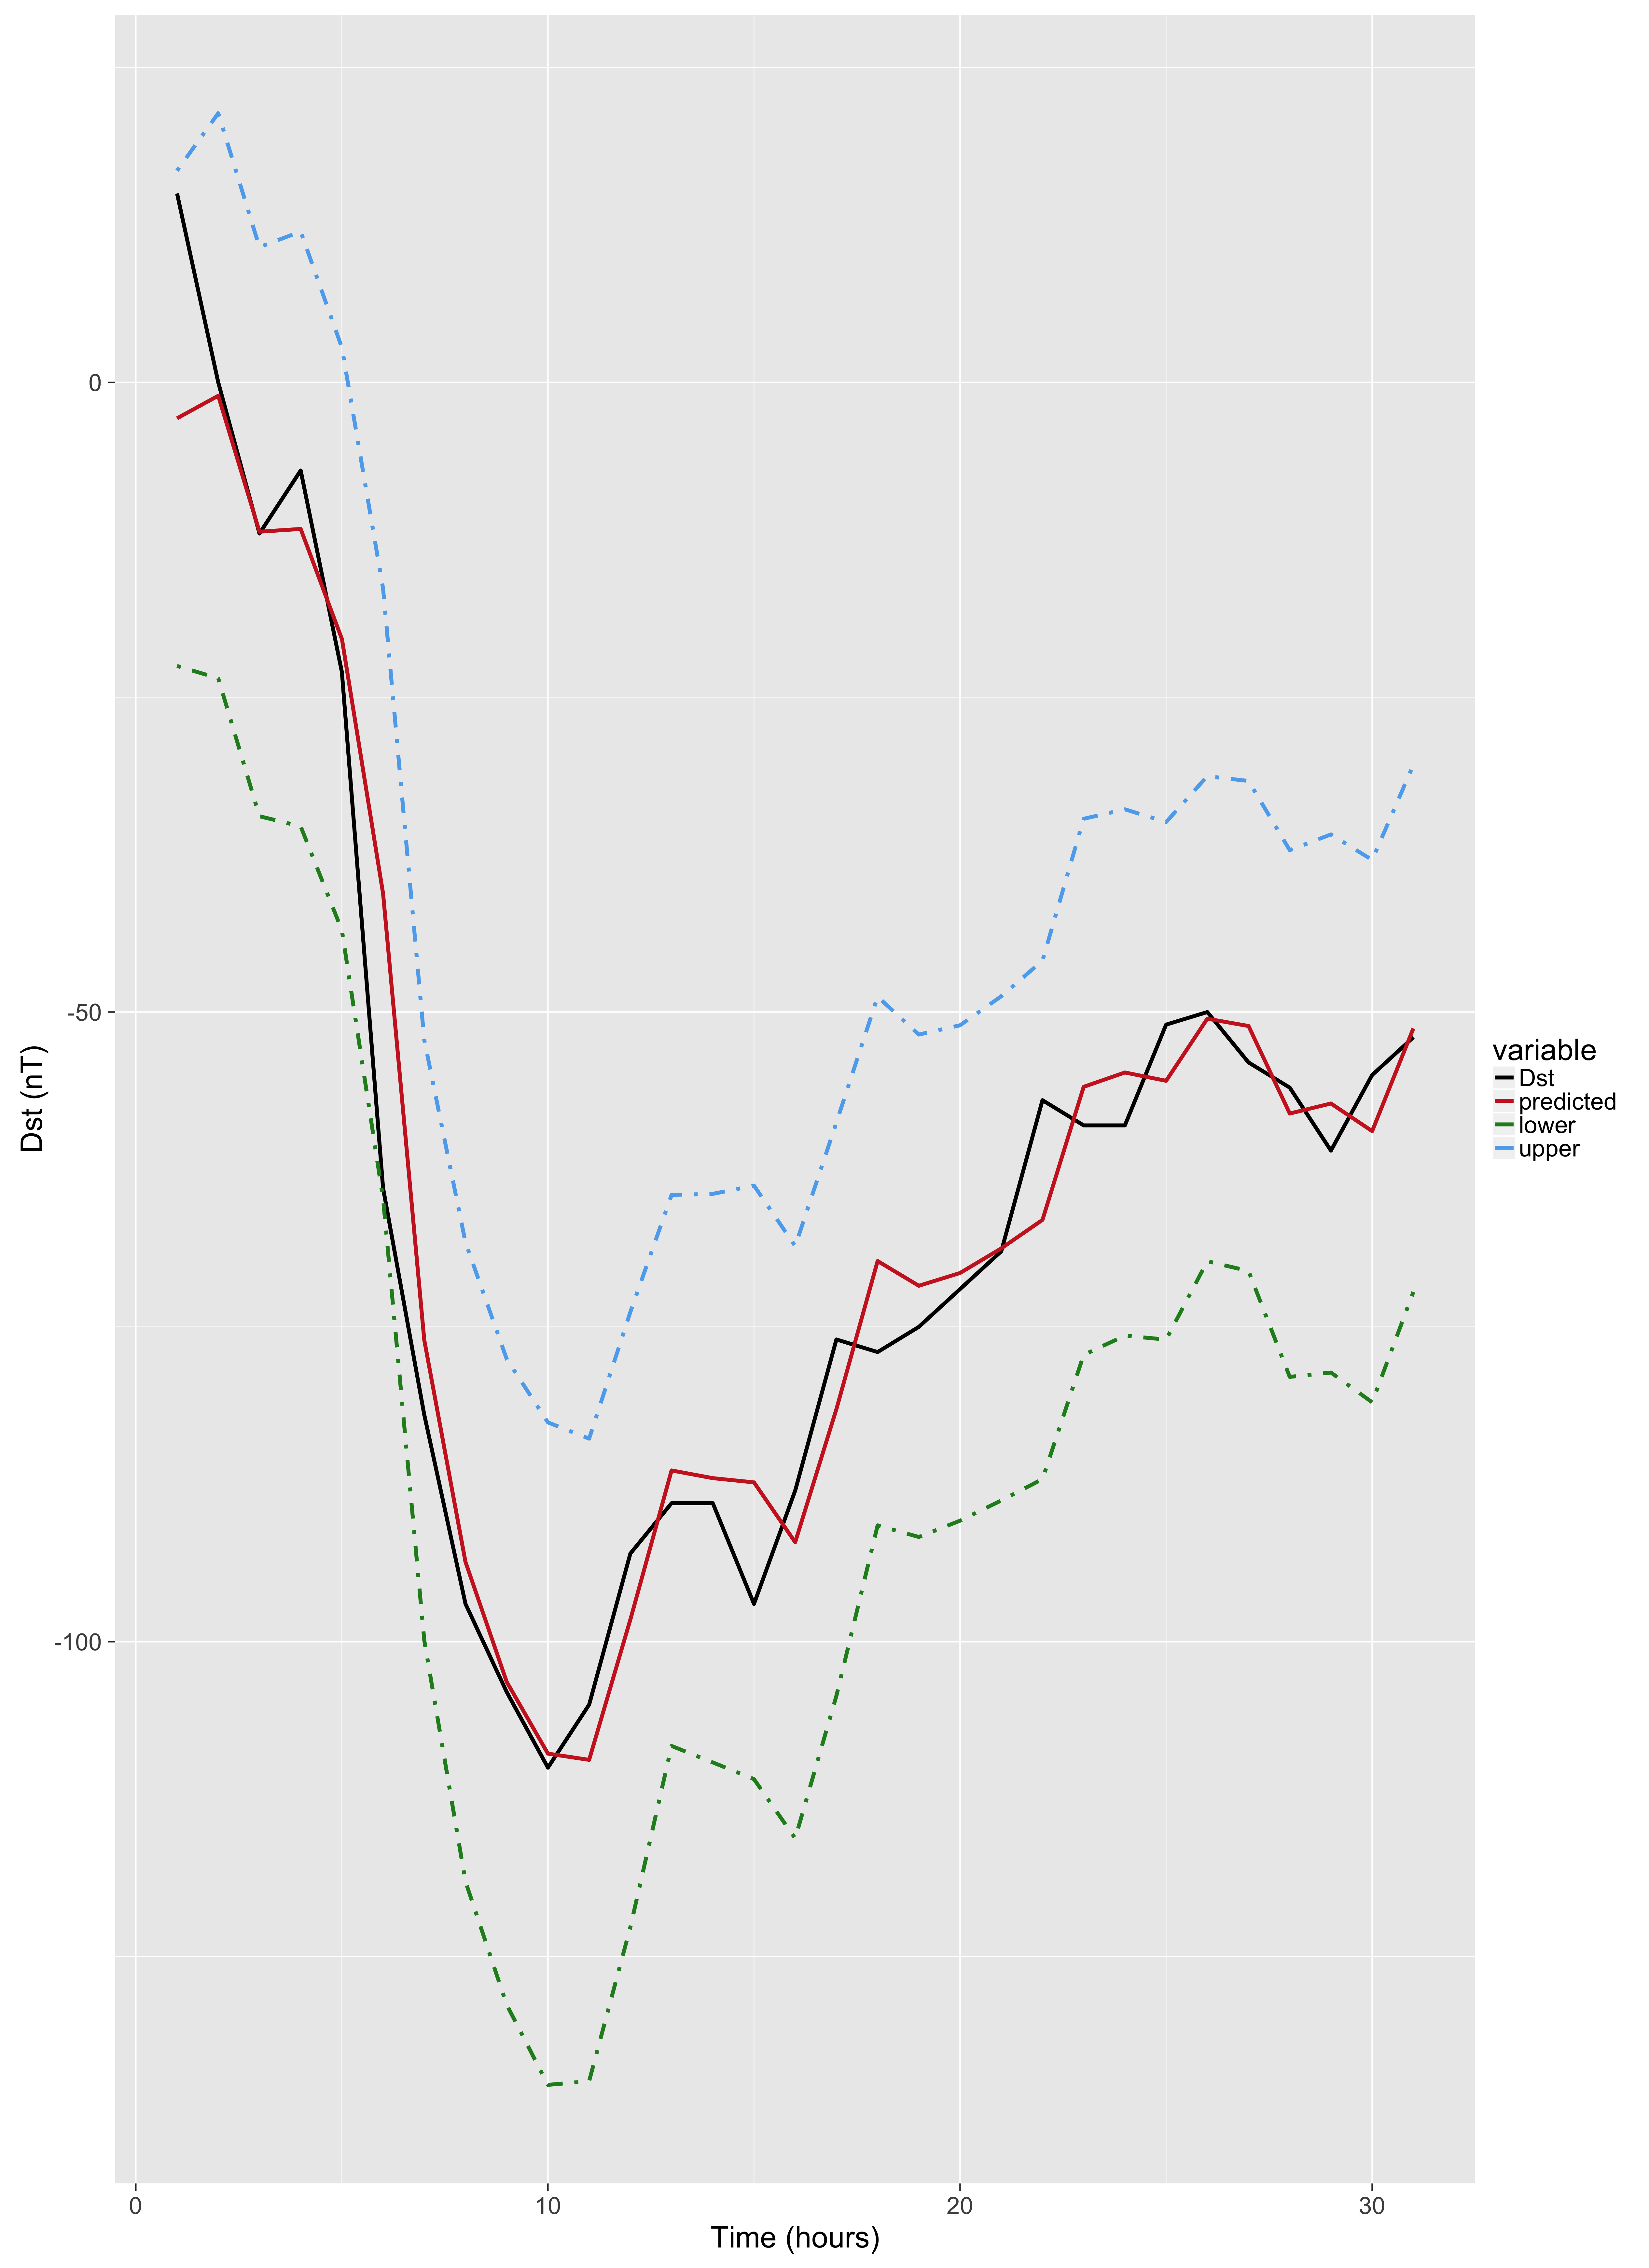 0
-50
-100
Dst (nT)
0
10
20
30
Time (hours)
variable
Dst
predicted
lower
upper